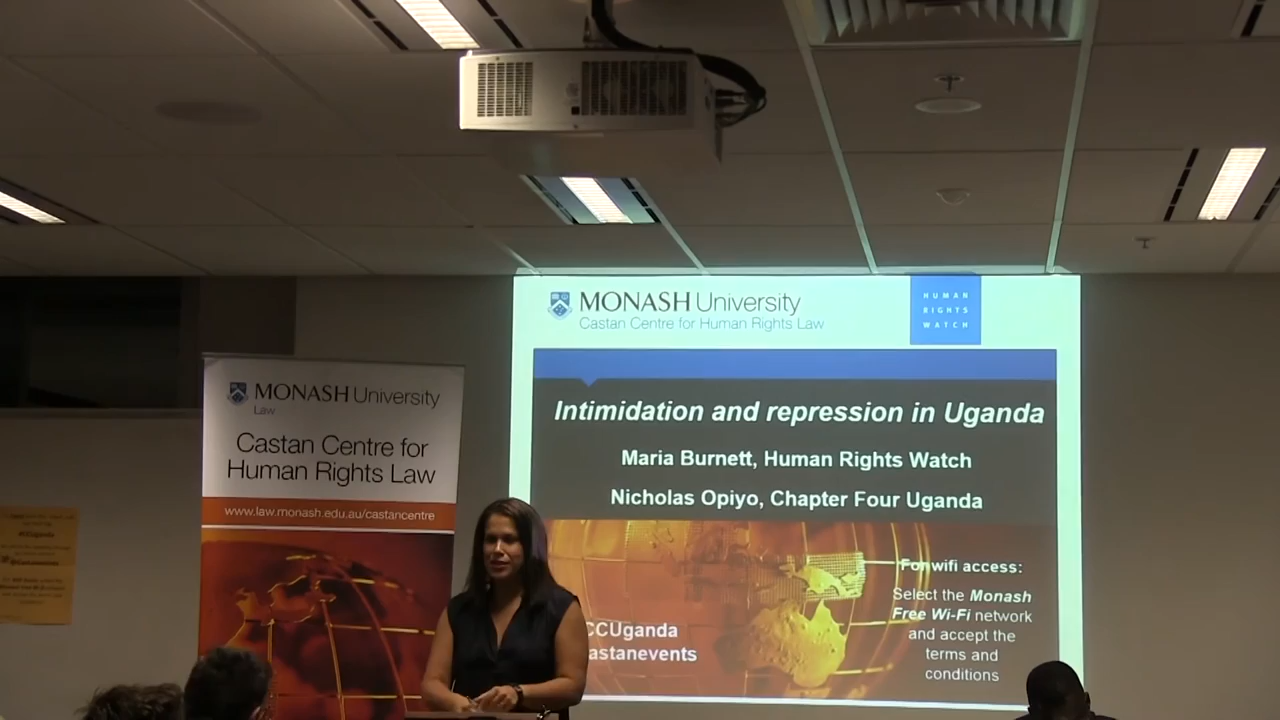 MONASH University
Castan Centre for Human Rights Law
HUMAN
RIGHTS
WATCH
Intimidation and repression in Uganda
Maria Burnett, Human Rights Watch
Nicholas Opiyo, Chapter Four Uganda
For wifi access:
Select the Monash
Free Wi-Fi network
and accept the
terms and
conditions
CCUganda
astanevents
MONASH University
Law
Castan Centre for
Human Rights Law
www.law.monash.edu.au/castancentre
#CCUganda